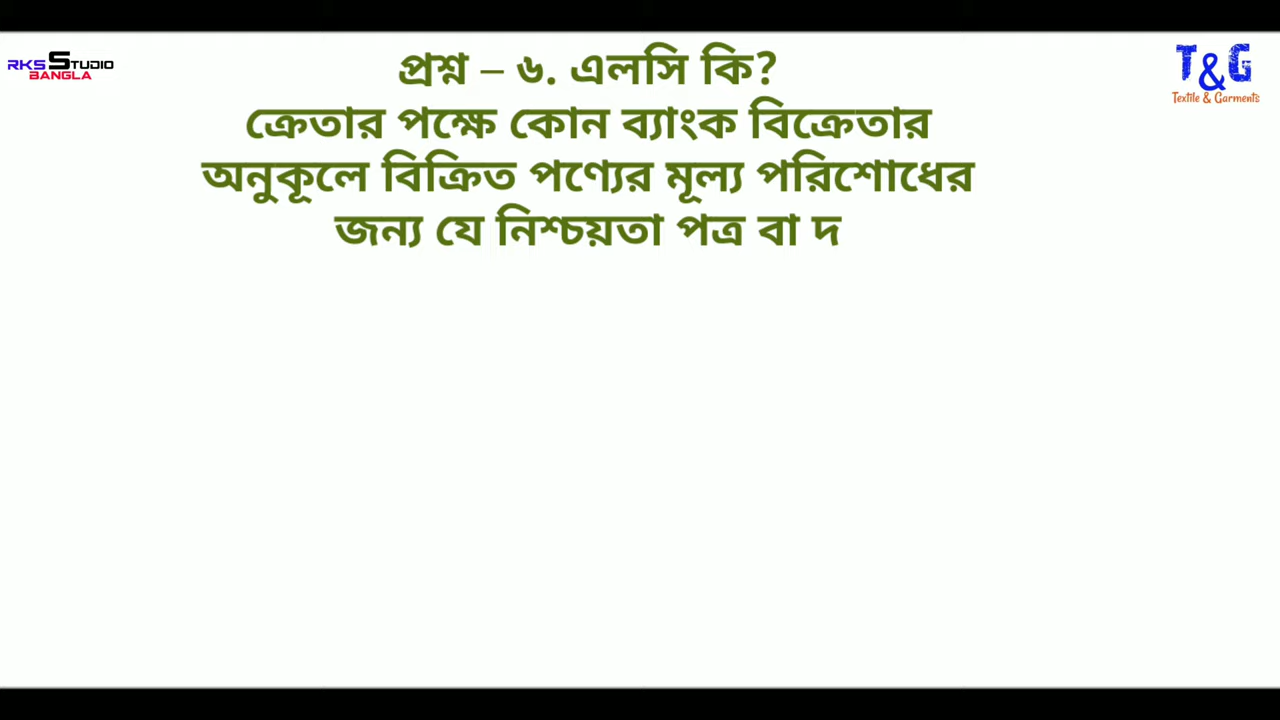 RKS STUDIO
BANGLA
T&G
Textile & Garments
প্রশ্ন – ৬. এলসি কি?
ক্রেতার পক্ষে কোন ব্যাংক বিক্রেতার
অনুকূলে বিক্রিত পণ্যের মূল্য পরিশোধের
জন্য যে নিশ্চয়তা পত্র বা দ